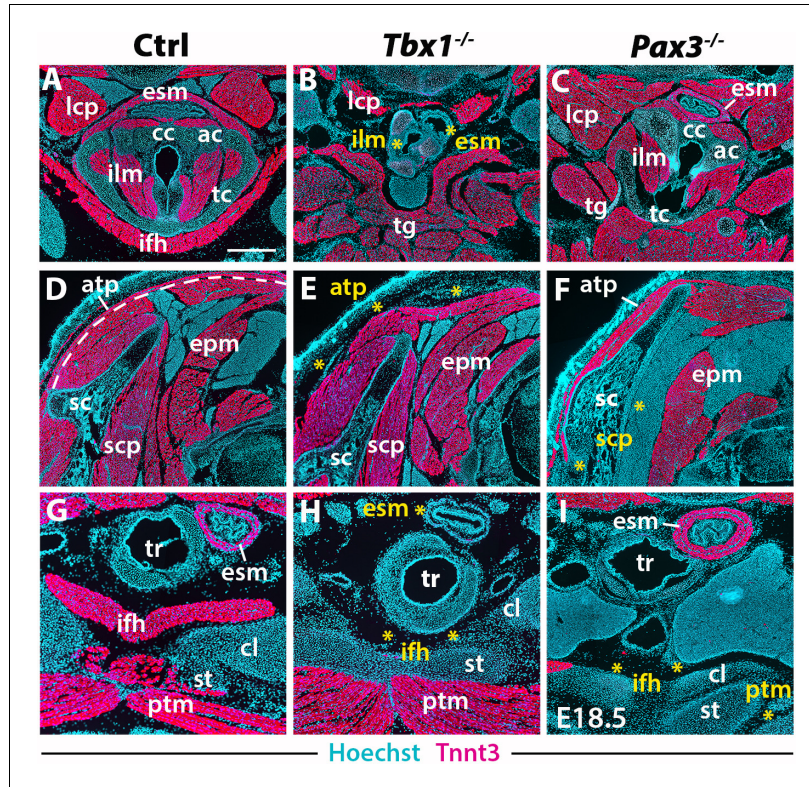 Ctrl Tbx1-/- Pax3-/-
A esm lcp cc ac ilm tc ifh
B lcp ilm * * esm tg
C lcp esm cc ilm ac tg tc
D atp epm sc scp
E atp * * * epm scp sc
F atp epm sc * scp *
G tr esm ifh cl st ptm
H esm * tr cl * * ifh st ptm
I esm tr * * ifh cl ptm st * E18.5
Hoechst Tnnt3